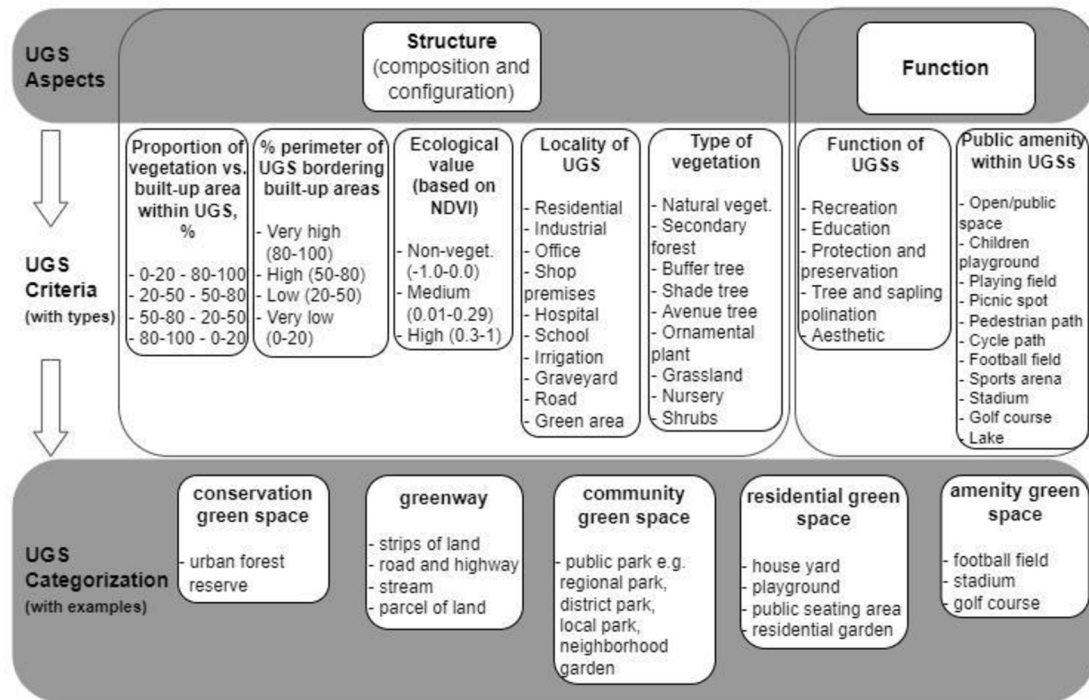 UGS
Aspects
Structure
(composition and
configuration)
Function
UGS
Criteria
(with types)
Proportion of
vegetation vs.
built-up area
within UGS,
%
- 0-20 - 80-100
- 20-50 - 50-80
- 50-80 - 20-50
- 80-100 - 0-20
% perimeter of
UGS bordering
built-up areas
- Very high
(80-100)
- High (50-80)
- Low (20-50)
- Very low
(0-20)
Ecological
value
(based on
NDVI)
- Non-veget.
(-1.0-0.0)
- Medium
(0.01-0.29)
- High (0.3-1)
Locality of
UGS
- Residential
- Industrial
- Office
- Shop
premises
- Hospital
- School
- Irrigation
- Graveyard
- Road
- Green area
Type of
vegetation
- Natural veget.
- Secondary
forest
- Buffer tree
- Shade tree
- Avenue tree
- Ornamental
plant
- Grassland
- Nursery
- Shrubs
Function of
UGSs
- Recreation
- Education
- Protection and
preservation
- Tree and sapling
polination
- Aesthetic
Public amenity
within UGSs
- Open/public
space
- Children
playground
- Playing field
- Picnic spot
- Pedestrian path
- Cycle path
- Football field
- Sports arena
- Stadium
- Golf course
- Lake
UGS
Categorization
(with examples)
conservation
green space
- urban forest
reserve
greenway
- strips of land
- road and highway
- stream
- parcel of land
community
green space
- public park e.g.
regional park,
district park,
local park,
neighborhood
garden
residential green
space
- house yard
- playground
- public seating area
- residential garden
amenity green
space
- football field
- stadium
- golf course